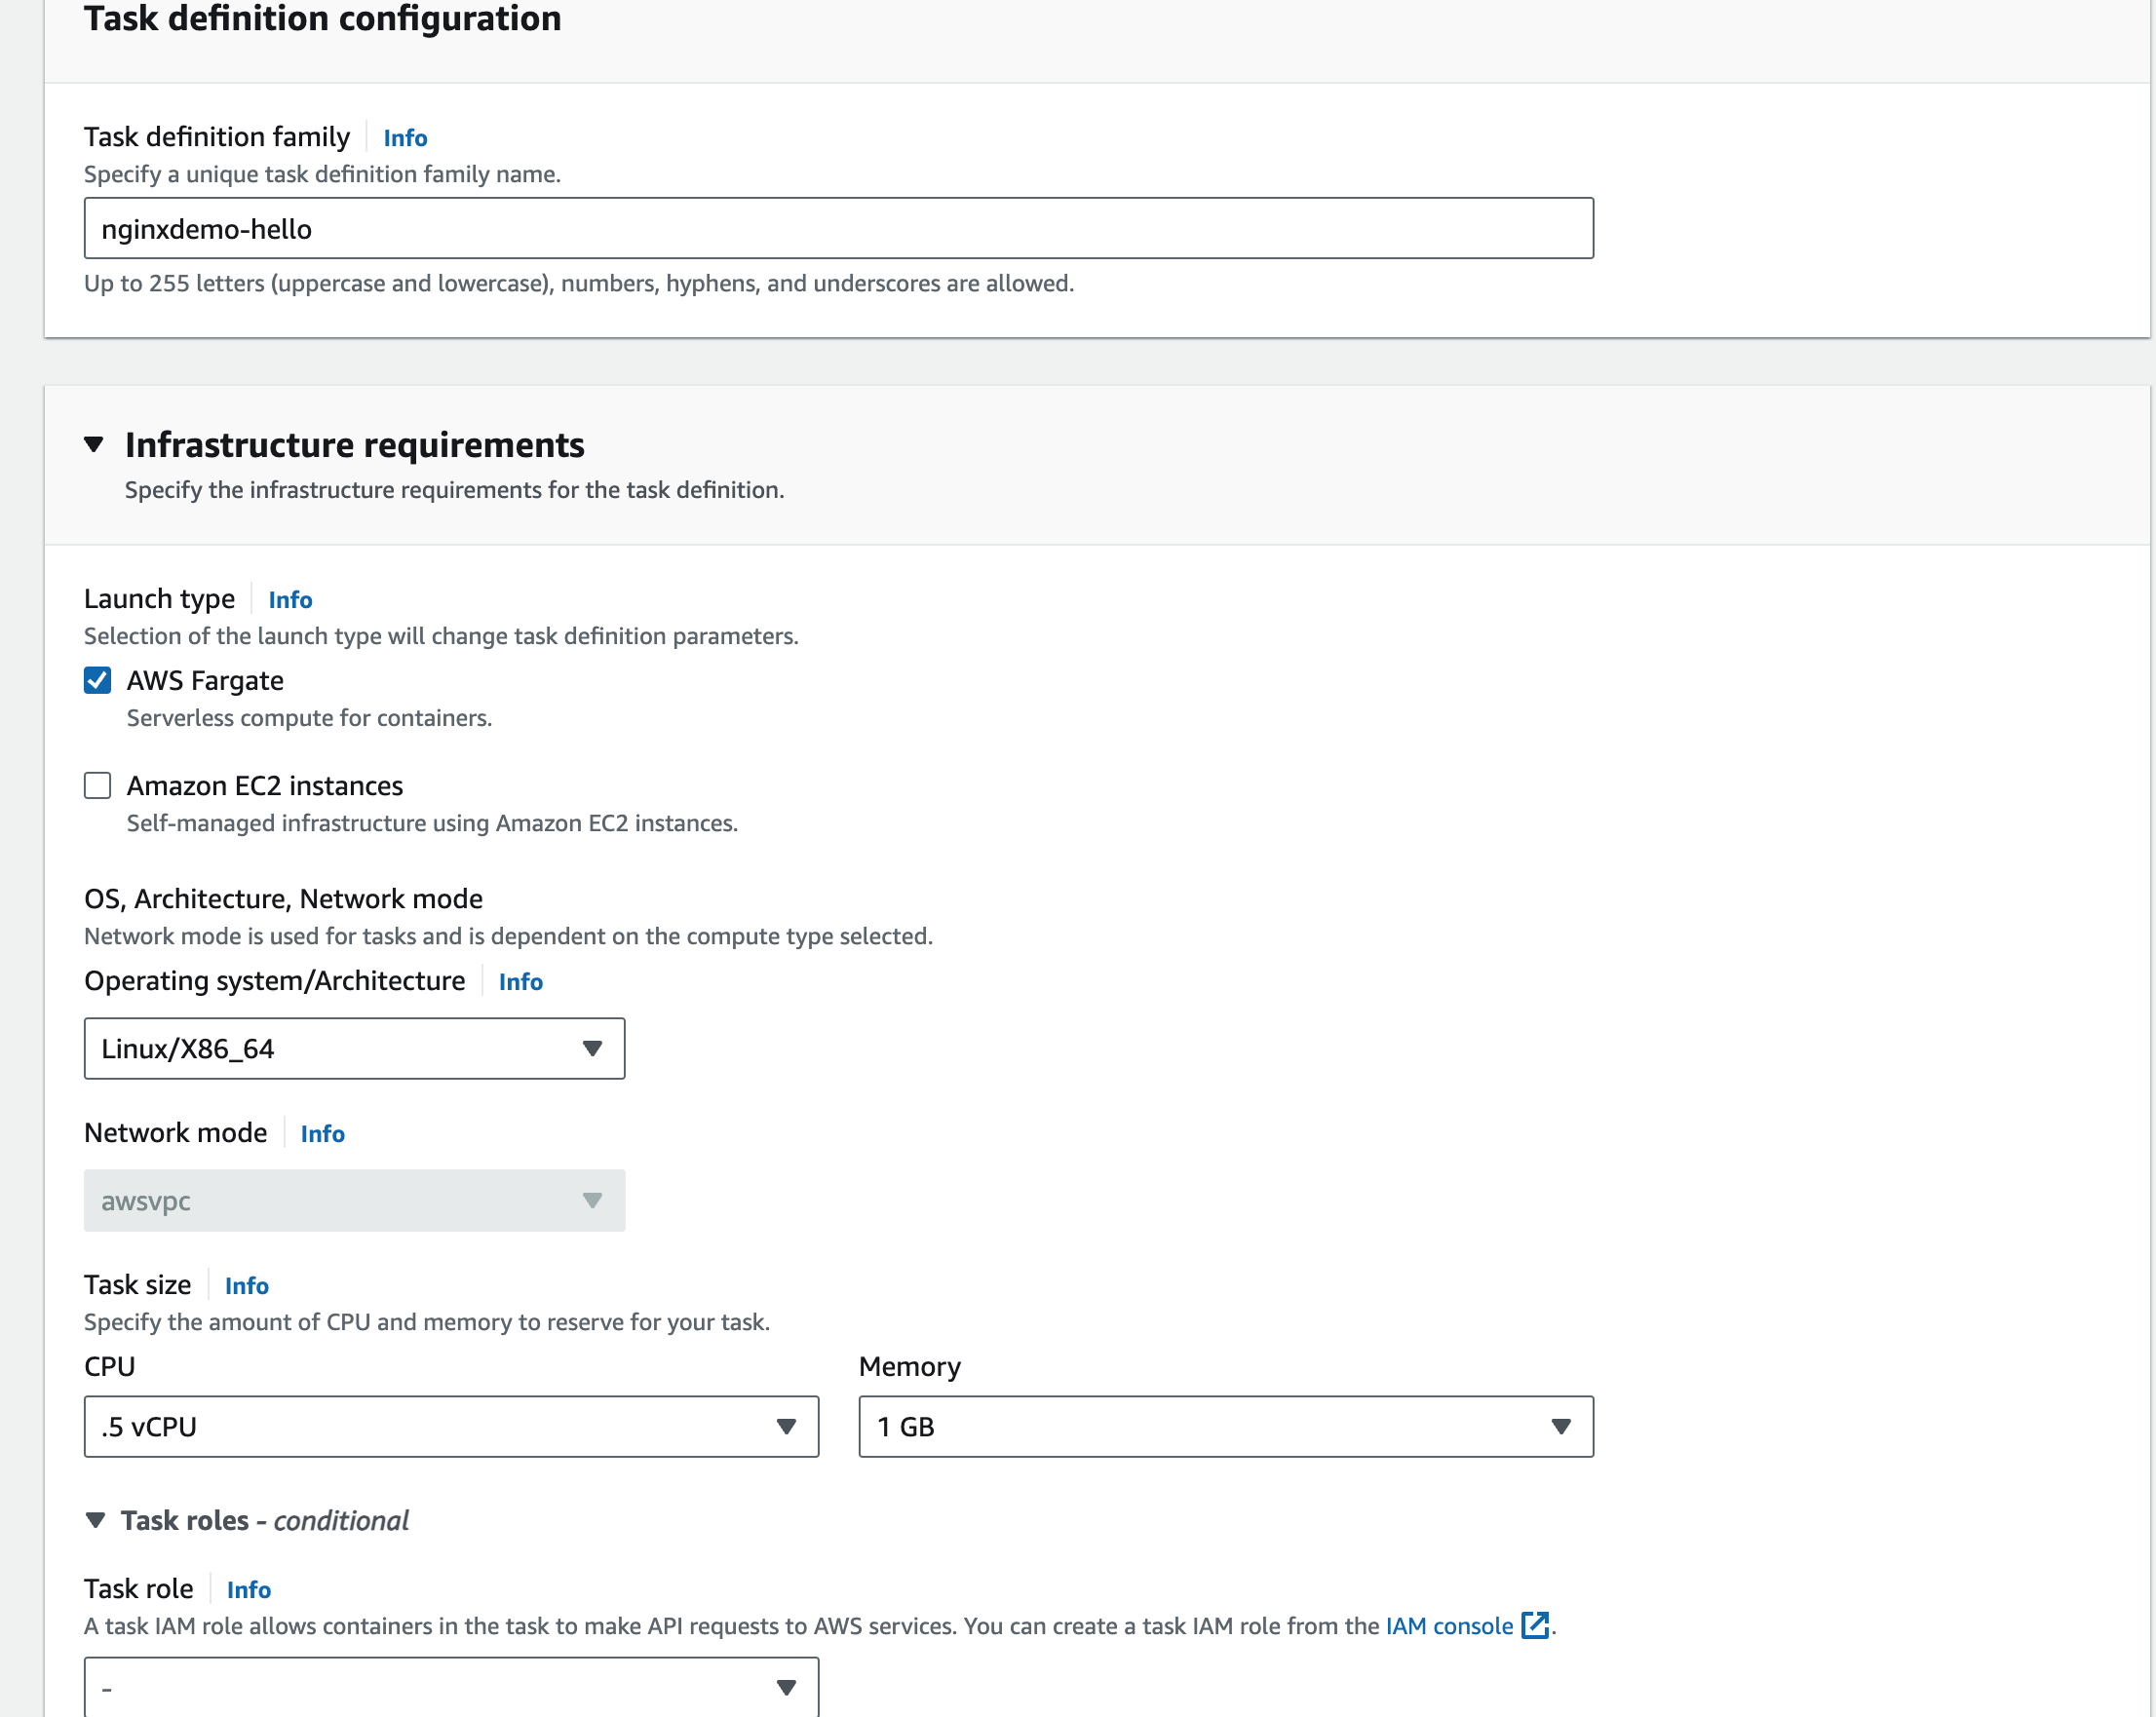 Task definition configuration
Task definition family Info
Specify a unique task definition family name.
nginxdemo-hello
Up to 255 letters (uppercase and lowercase), numbers, hyphens, and underscores are allowed.
Infrastructure requirements
Specify the infrastructure requirements for the task definition.
Launch type Info
Selection of the launch type will change task definition parameters.
AWS Fargate
Serverless compute for containers.
Amazon EC2 instances
Self-managed infrastructure using Amazon EC2 instances.
OS, Architecture, Network mode
Network mode is used for tasks and is dependent on the compute type selected.
Operating system/Architecture Info
Linux/X86_64
Network mode Info
awsvpc
Task size Info
Specify the amount of CPU and memory to reserve for your task.
CPU Memory
.5 vCPU 1 GB
Task roles - conditional
Task role Info
A task IAM role allows containers in the task to make API requests to AWS services. You can create a task IAM role from the IAM console.
-